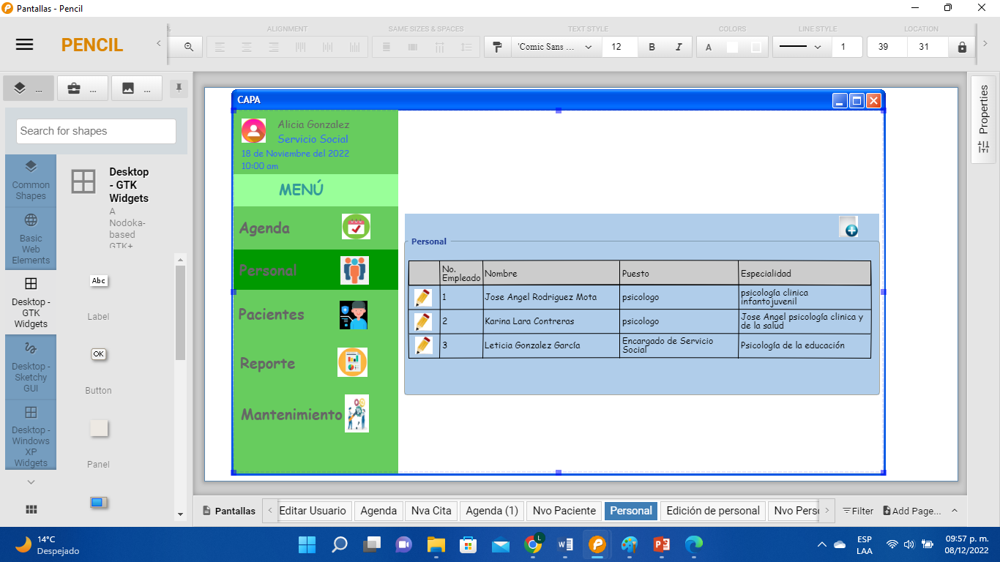 Pantallas - Pencil
PENCIL
ALIGNMENT
SAME SIZES & SPACES
TEXT STYLE
COLORS
LINE STYLE
LOCATION
'Comic Sans ...
12
B
I
A
1
39
31
...
...
...
Search for shapes
Common
Shapes
Basic
Web
Elements
Desktop -
GTK
Widgets
Desktop -
Sketchy
GUI
Desktop -
Windows
XP
Widgets
Desktop
- GTK
Widgets
A
Nodoka-
based
GTK+
Abc
Label
OK
Button
Panel
CAPA
Alicia Gonzalez
Servicio Social
18 de Noviembre del 2022
10:00 am
MENÚ
Agenda
Personal
Pacientes
Reporte
Mantenimiento
Personal
No. Empleado Nombre Puesto Especialidad
1 Jose Angel Rodriguez Mota psicologo psicología clinica infantojuvenil
2 Karina Lara Contreras psicologo Jose Angel psicología clinica y de la salud
3 Leticia Gonzalez García Encargado de Servicio Social Psicología de la educación
Properties
Pantallas
Editar Usuario
Agenda
Nva Cita
Agenda (1)
Nvo Paciente
Personal
Edición de personal
Nvo Perso
Filter
Add Page...
14°C
Despejado
L
ESP
LAA
09:57 p. m.
08/12/2022